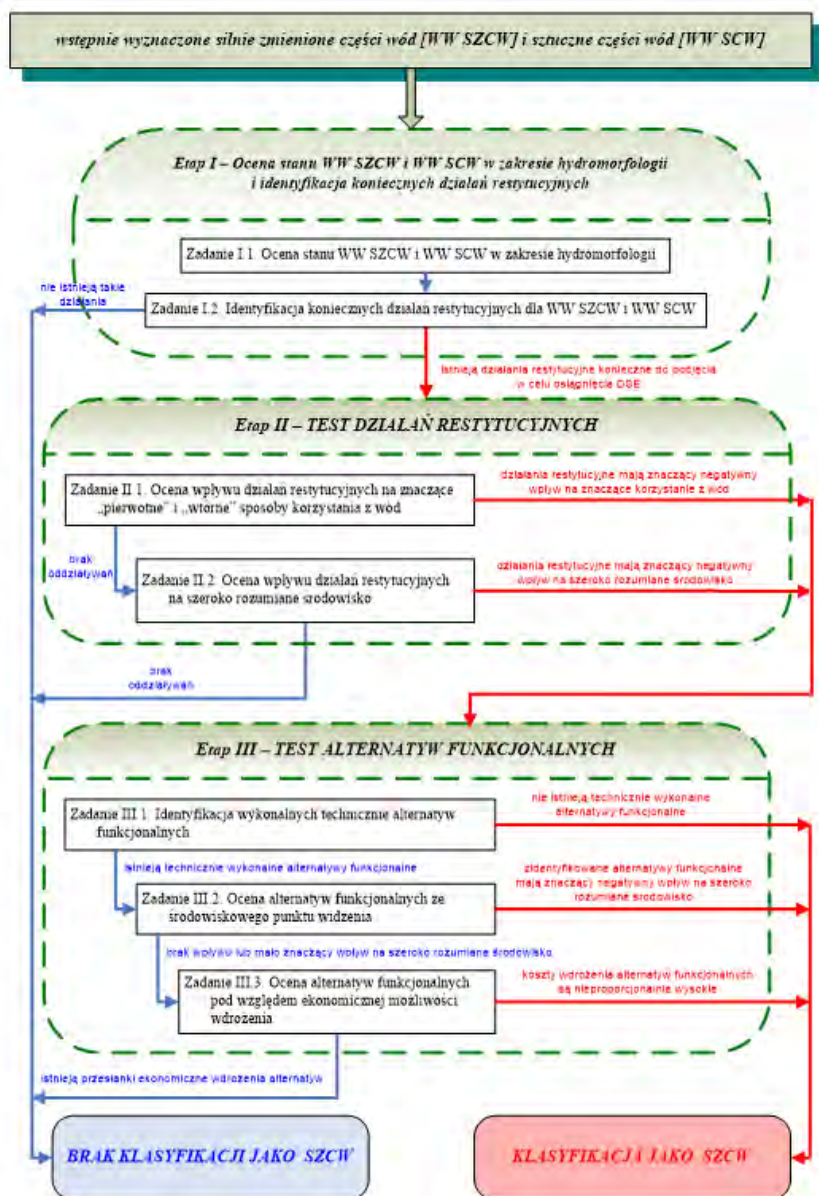 wstępnie wyznaczone silnie zmienione części wód [WW SZCW] i sztuczne części wód [WW SCW]
Etap I – Ocena stanu WW SZCW i WW SCW w zakresie hydromorfologii
i identyfikacja koniecznych działań restytucyjnych
Zadanie I.1. Ocena stanu WW SZCW i WW SCW w zakresie hydromorfologii
nie istnieją takie
działania
Zadanie I.2. Identyfikacja koniecznych działań restytucyjnych dla WW SZCW i WW SCW
istnieją działania restytucyjne konieczne do podjęcia
w celu osiągnięcia DSE
Etap II – TEST DZIAŁAŃ RESTYTUCYJNYCH
Zadanie II.1. Ocena wpływu działań restytucyjnych na znaczące
„pierwotne” i „wtórne” sposoby korzystania z wód
działania restytucyjne mają znaczący negatywny
wpływ na znaczące korzystanie z wód
brak
oddziaływań
Zadanie II.2. Ocena wpływu działań restytucyjnych
na szeroko rozumiane środowisko
działania restytucyjne mają znaczący negatywny
wpływ na szeroko rozumiane środowisko
brak
oddziaływań
Etap III – TEST ALTERNATYW FUNKCJONALNYCH
Zadanie III.1. Identyfikacja wykonalnych technicznie alternatyw
funkcjonalnych
nie istnieją technicznie wykonalne
alternatywy funkcjonalne
istnieją technicznie wykonalne alternatywy funkcjonalne
Zadanie III.2. Ocena alternatyw funkcjonalnych ze
środowiskowego punktu widzenia
zidentyfikowane alternatywy funkcjonalne
mają znaczący negatywny wpływ na szeroko
rozumiane środowisko
brak wpływu lub mało znaczący wpływ na szeroko rozumiane środowisko
Zadanie III.3. Ocena alternatyw funkcjonalnych
pod względem ekonomicznej możliwości
wdrożenia
koszty wdrożenia alternatyw funkcjonalnych
są nieproporcjonalnie wysokie
istnieją przesłanki ekonomiczne wdrożenia alternatyw
BRAK KLASYFIKACJI JAKO SZCW
KLASYFIKACJA JAKO SZCW